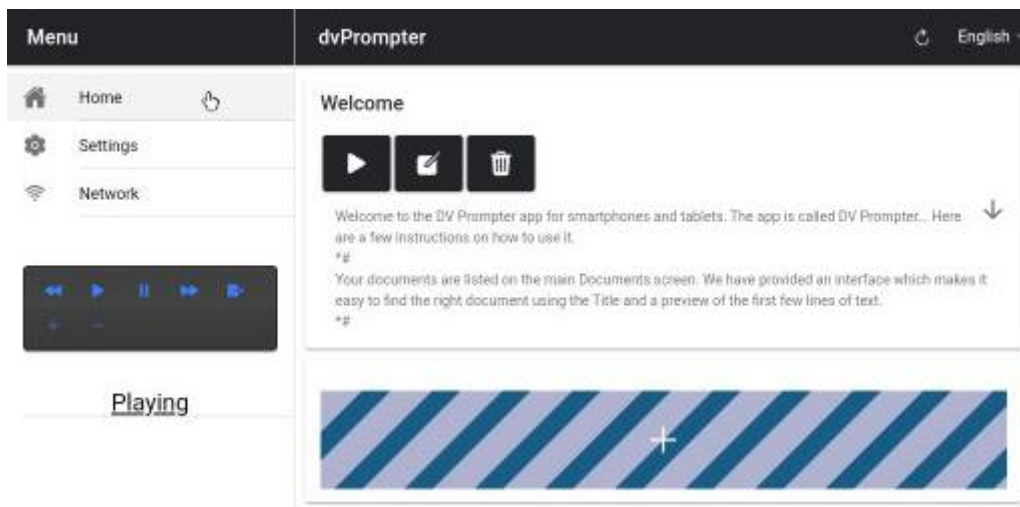 Menu
dvPrompter
English
Home
Settings
Network
Playing
Welcome
Welcome to the DV Prompter app for smartphones and tablets. The app is called DV Prompter... Here
are a few instructions on how to use it.
*#
Your documents are listed on the main Documents screen. We have provided an interface which makes it
easy to find the right document using the Title and a preview of the first few lines of text.
*#